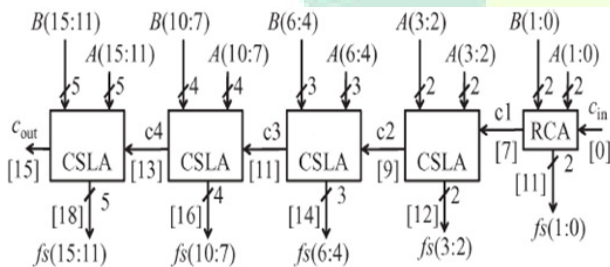 B(15:11) B(10:7) B(6:4) A(3:2) B(1:0)
A(15:11) A(10:7) A(6:4) A(3:2) A(1:0)
5 5 4 4 3 3 2 2 2 2
cout c4 c3 c2 c1 cin
CSLA CSLA CSLA CSLA RCA
[15] [13] [11] [9] [7] [0]
[18] 5 [16] 4 [14] 3 [12] 2 [11] 2
fs(15:11) fs(10:7) fs(6:4) fs(3:2) fs(1:0)